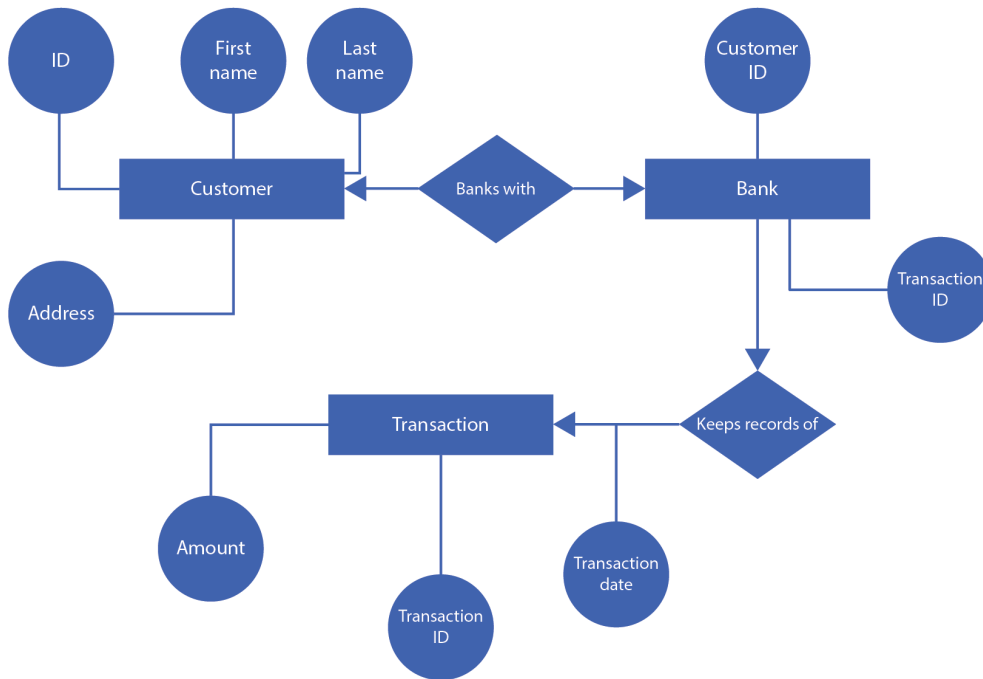 ID
First
name
Last
name
Customer
ID
Customer
Banks with
Bank
Address
Transaction
ID
Transaction
Keeps records of
Amount
Transaction
date
Transaction
ID